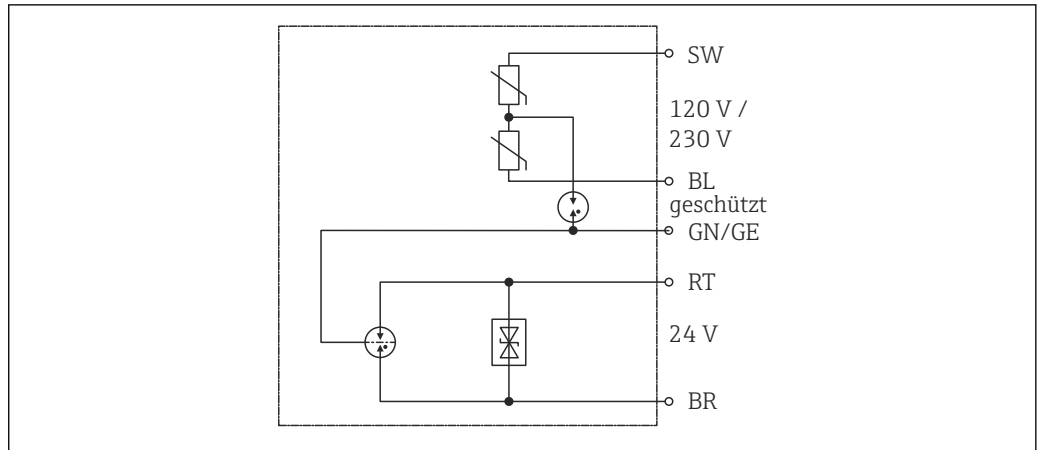 SW
120 V /
230 V
BL
geschützt
GN/GE
RT
24 V
BR